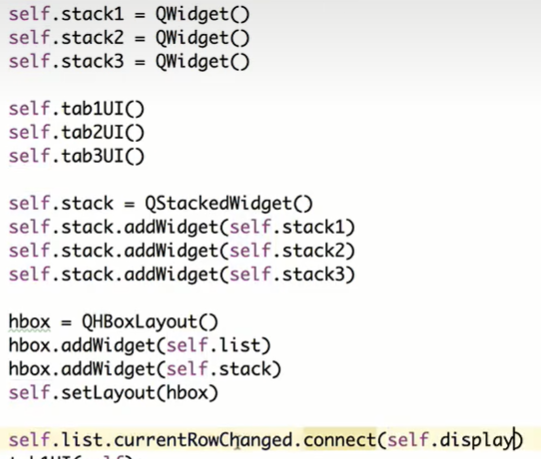 self.stack1 = QWidget()
self.stack2 = QWidget()
self.stack3 = QWidget()
self.tab1UI()
self.tab2UI()
self.tab3UI()
self.stack = QStackedWidget()
self.stack.addWidget(self.stack1)
self.stack.addWidget(self.stack2)
self.stack.addWidget(self.stack3)
hbox = QHBoxLayout()
hbox.addWidget(self.list)
hbox.addWidget(self.stack)
self.setLayout(hbox)
self.list.currentRowChanged.connect(self.display)